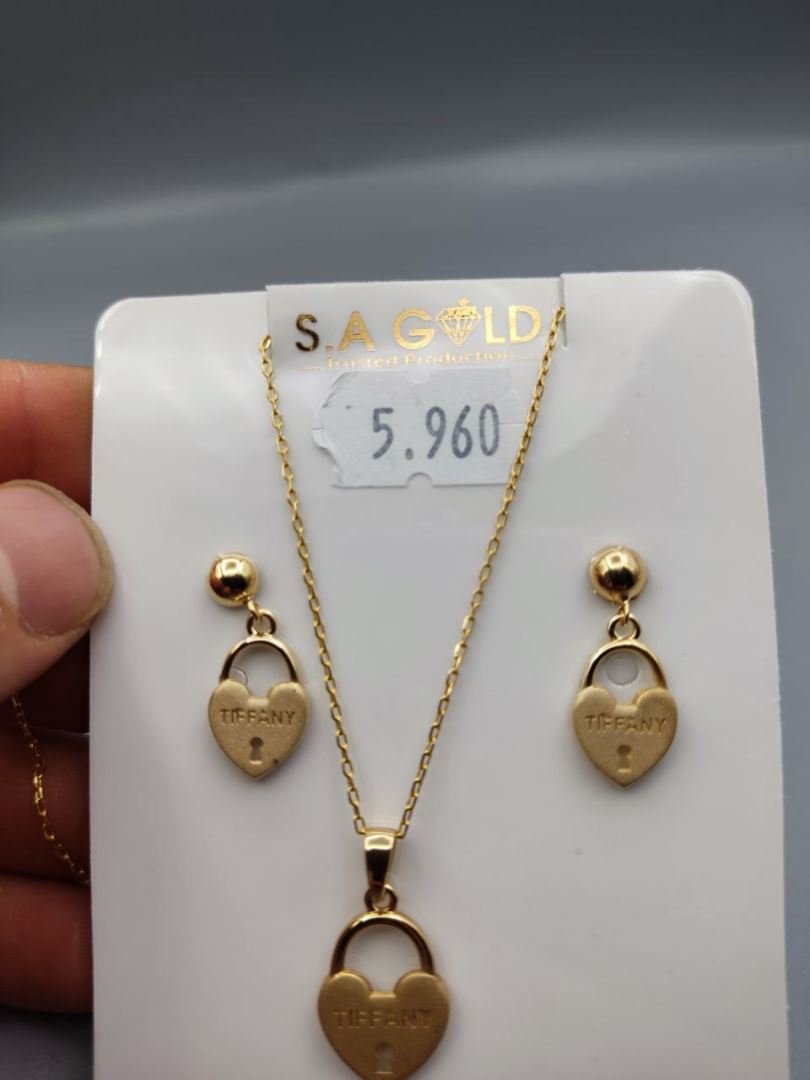 S.A GOLD
Trusted Production
5.960
TIFFANY
TIFFANY
TIFFANY